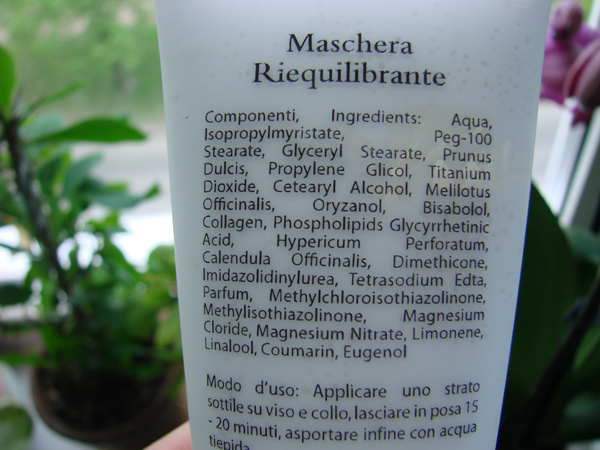 Maschera
Riequilibrante
Componenti, Ingredients: Aqua,
Isopropylmyristate, Peg-100
Stearate, Glyceryl Stearate, Prunus
Dulcis, Propylene Glicol, Titanium
Dioxide, Cetearyl Alcohol, Melilotus
Officinalis, Oryzanol, Bisabolol,
Collagen, Phospholipids Glycyrrhetinic
Acid, Hypericum Perforatum,
Calendula Officinalis, Dimethicone,
Imidazolidinylurea, Tetrasodium Edta,
Parfum, Methylchloroisothiazolinone,
Methylisothiazolinone, Magnesium
Cloride, Magnesium Nitrate, Limonene,
Linalool, Coumarin, Eugenol
Modo d'uso: Applicare uno strato
sottile su viso e collo, lasciare in posa 15
- 20 minuti, asportare infine con acqua
tiepida